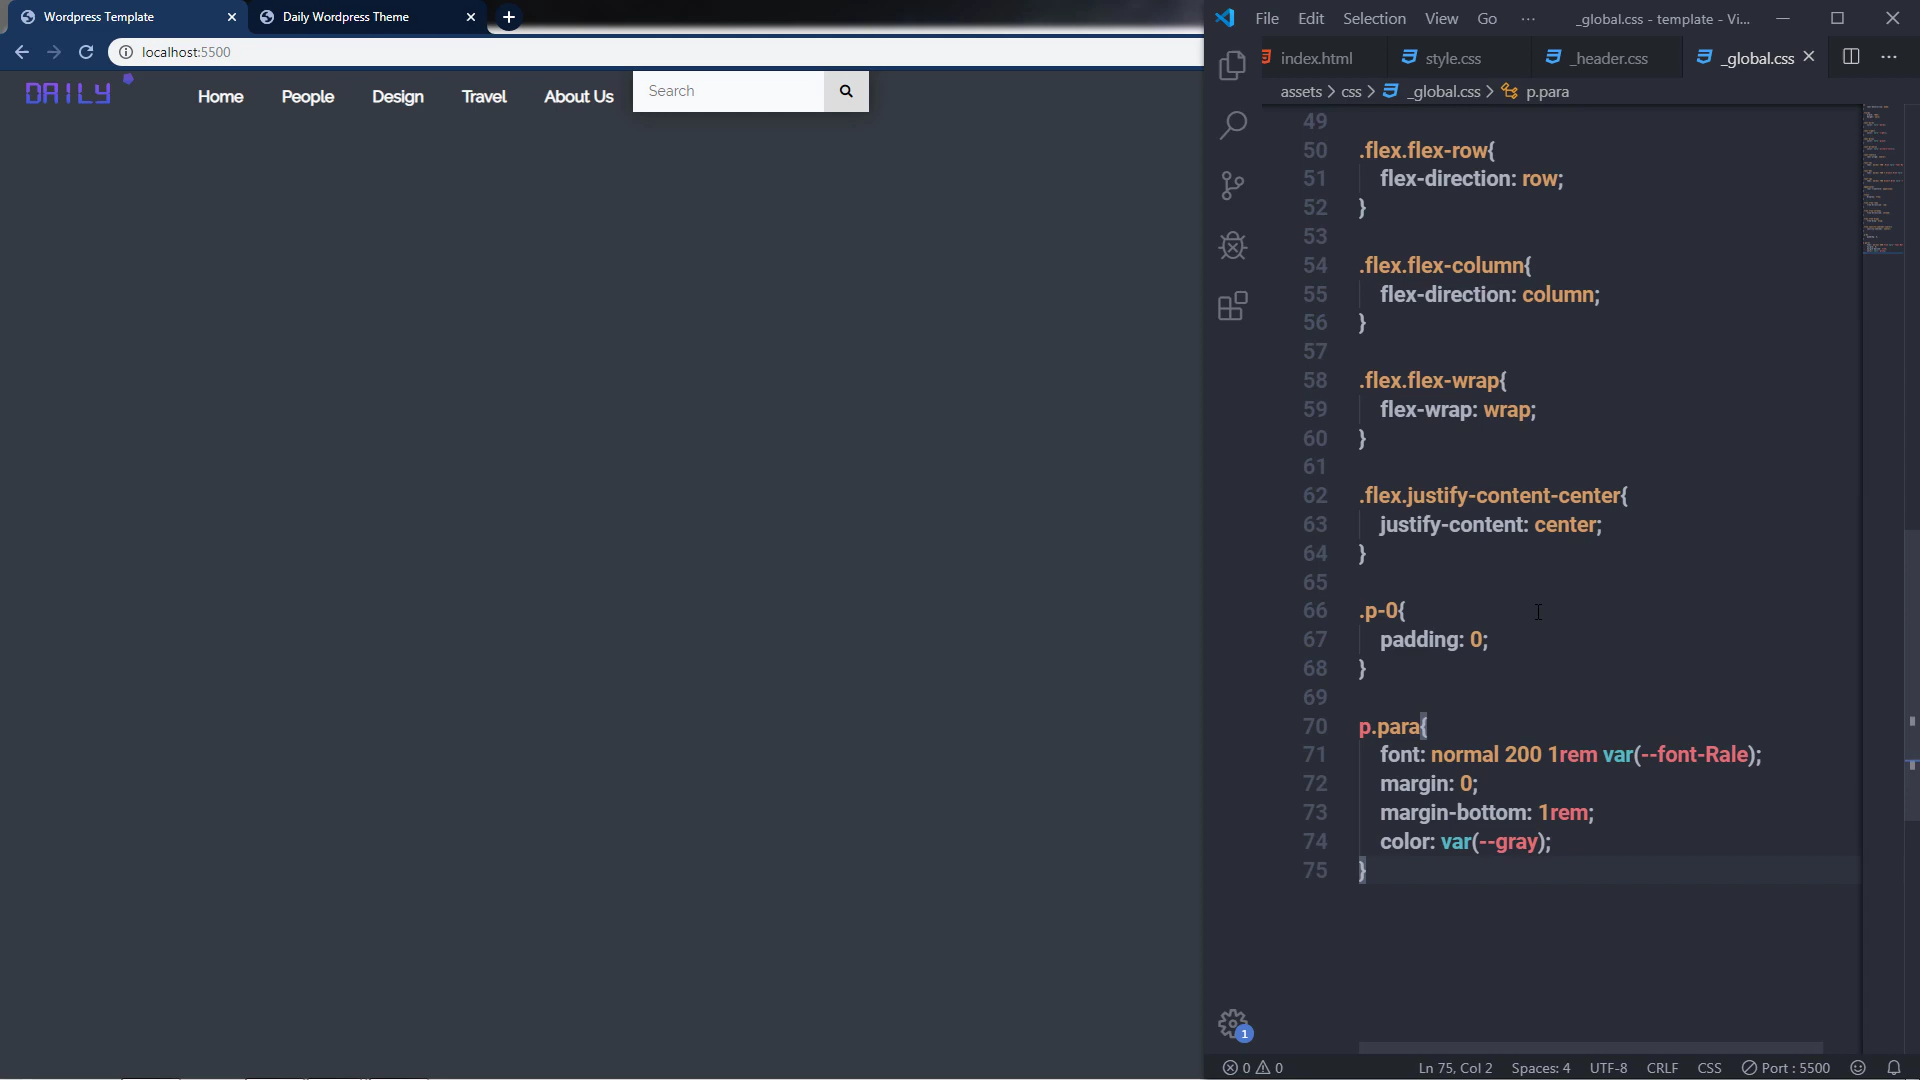 Wordpress Template
Daily Wordpress Theme
localhost:5500
DAILY
Home
People
Design
Travel
About Us
Search
File Edit Selection View Go ··· _global.css - template - Vi...
index.html
style.css
_header.css
_global.css
assets > css > _global.css > p.para
49
50 .flex.flex-row{
51 flex-direction: row;
52 }
53
54 .flex.flex-column{
55 flex-direction: column;
56 }
57
58 .flex.flex-wrap{
59 flex-wrap: wrap;
60 }
61
62 .flex.justify-content-center{
63 justify-content: center;
64 }
65
66 .p-0{
67 padding: 0;
68 }
69
70 p.para{
71 font: normal 200 1rem var(--font-Rale);
72 margin: 0;
73 margin-bottom: 1rem;
74 color: var(--gray);
75 }
1
0 0 Ln 75, Col 2 Spaces: 4 UTF-8 CRLF CSS Port : 5500